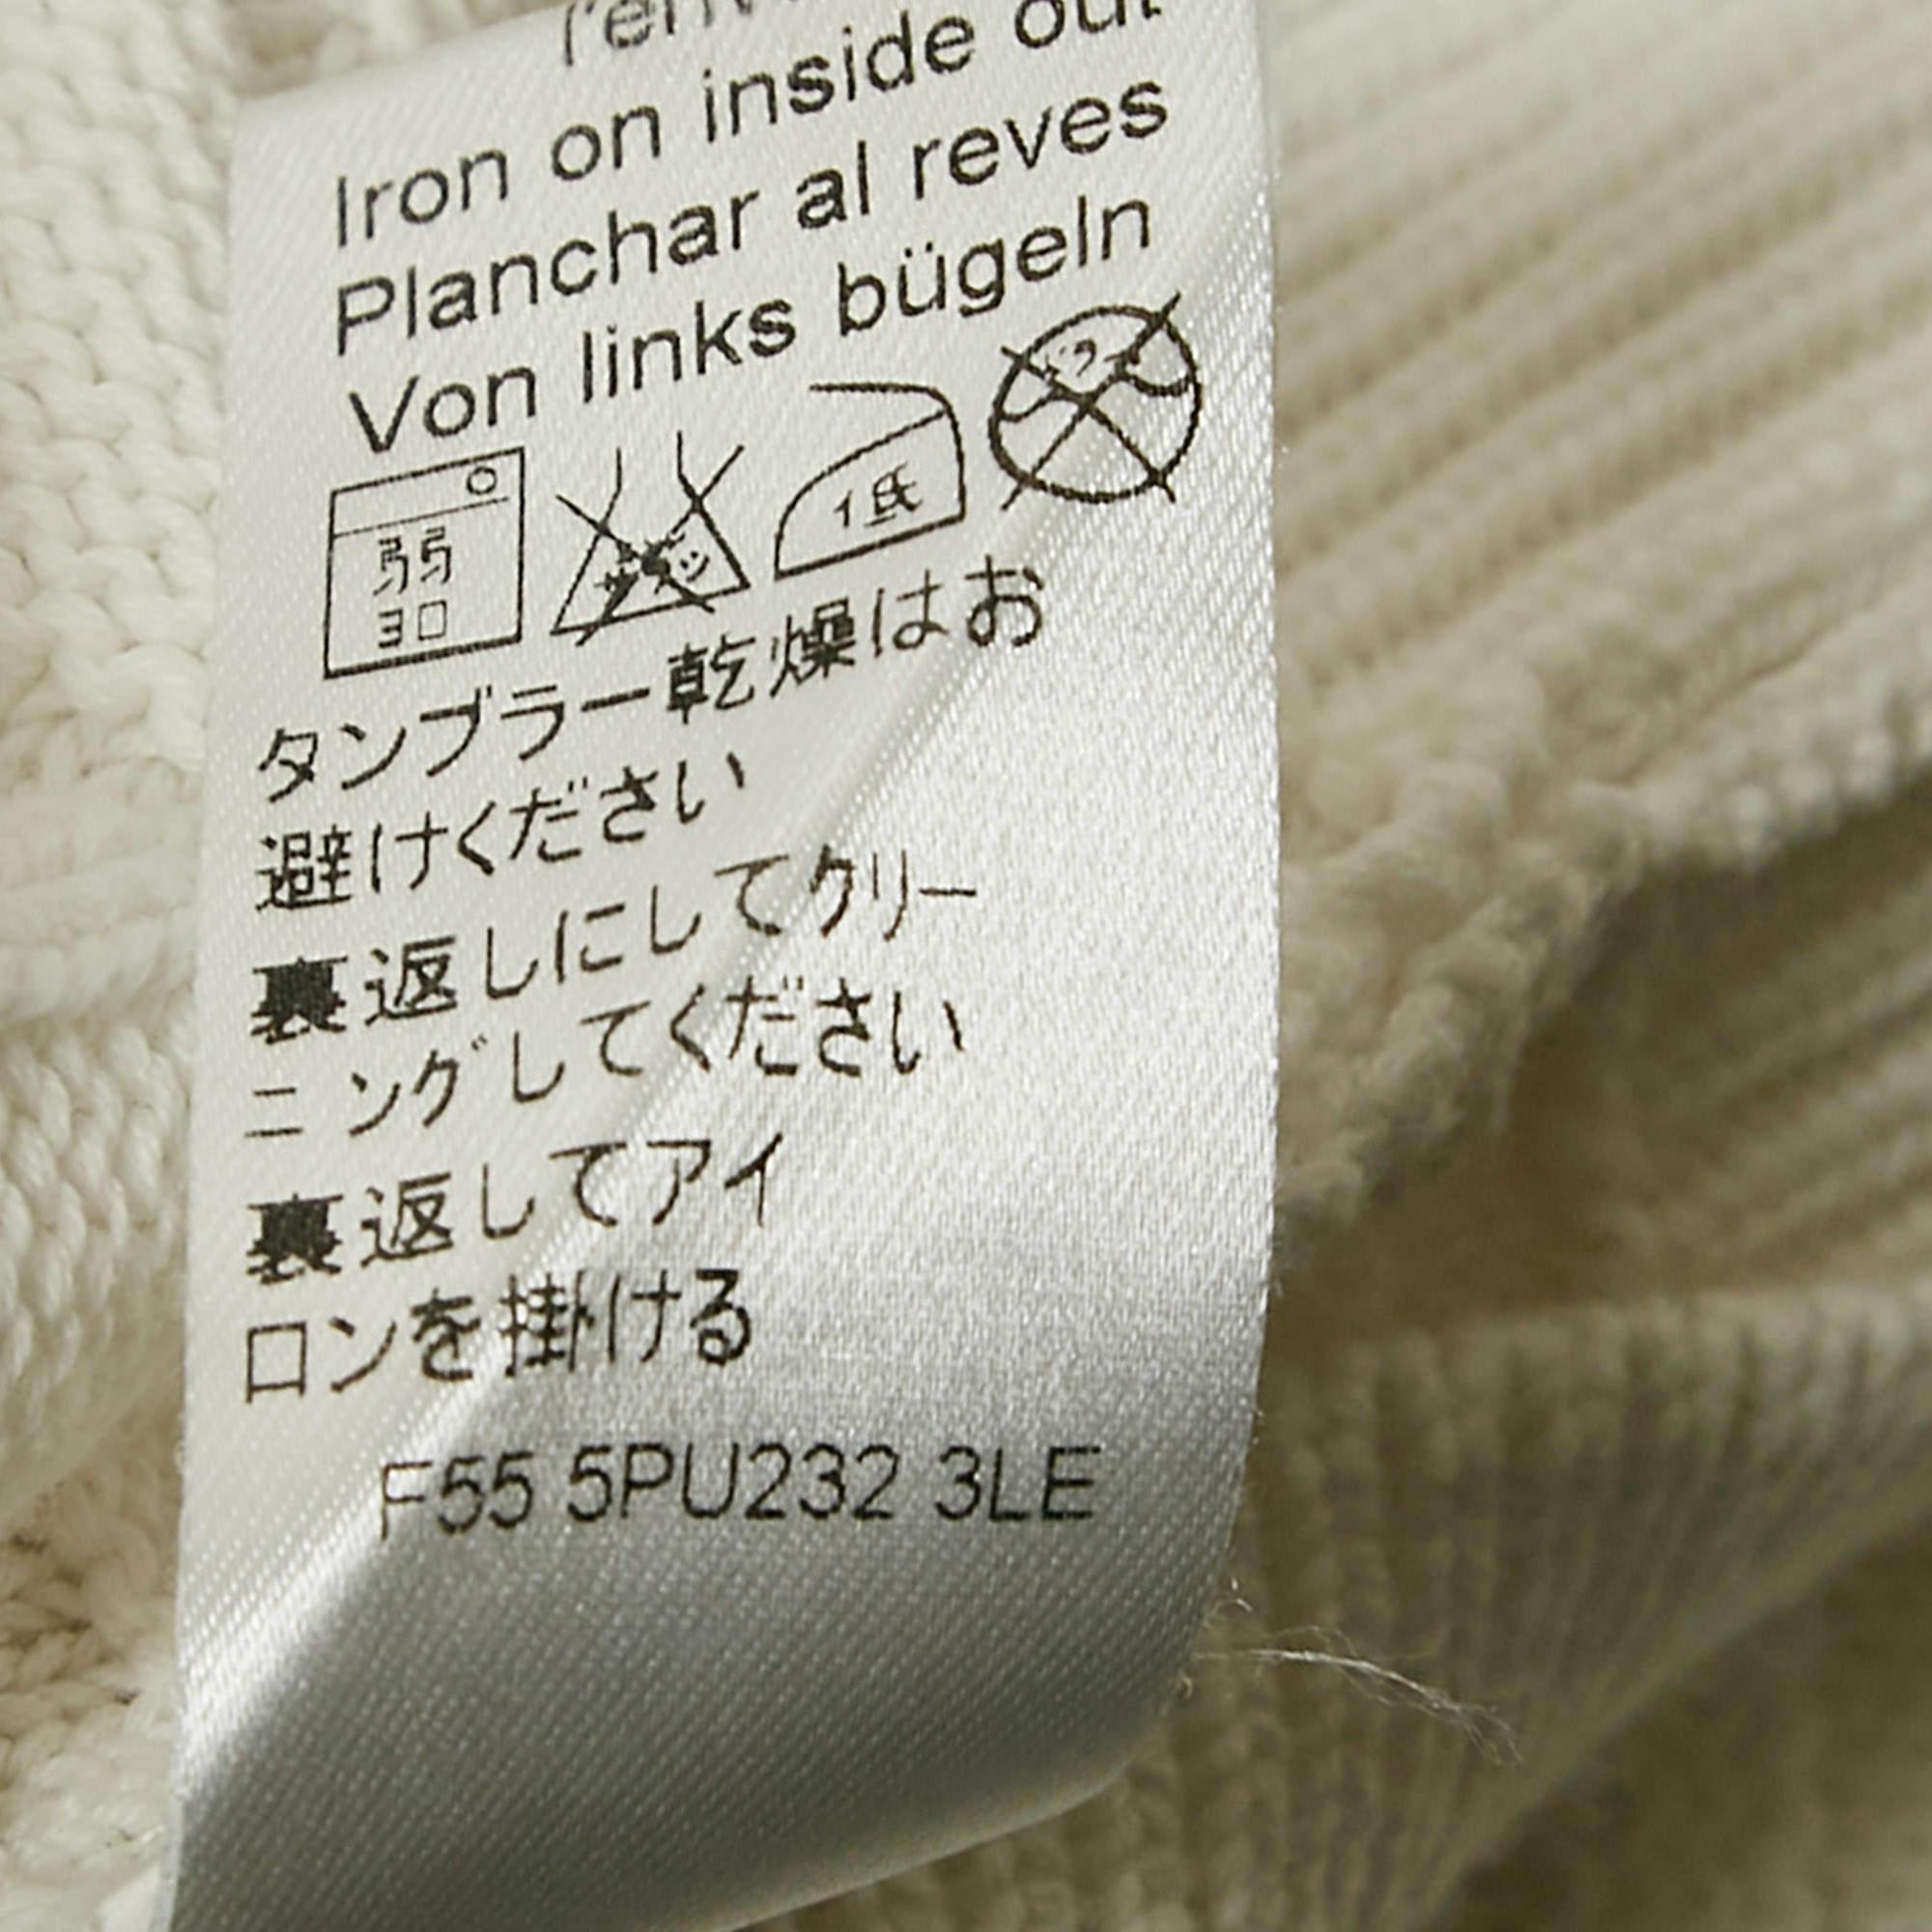 Iron on inside out
Planchar al reves
Von links bügeln
弱
ヨロ
低
タンブラー乾燥はお
避けください
裏返しにしてクリー
ニングしてください
裏返してアイ
ロンを掛ける
F55 5PU232 3LE